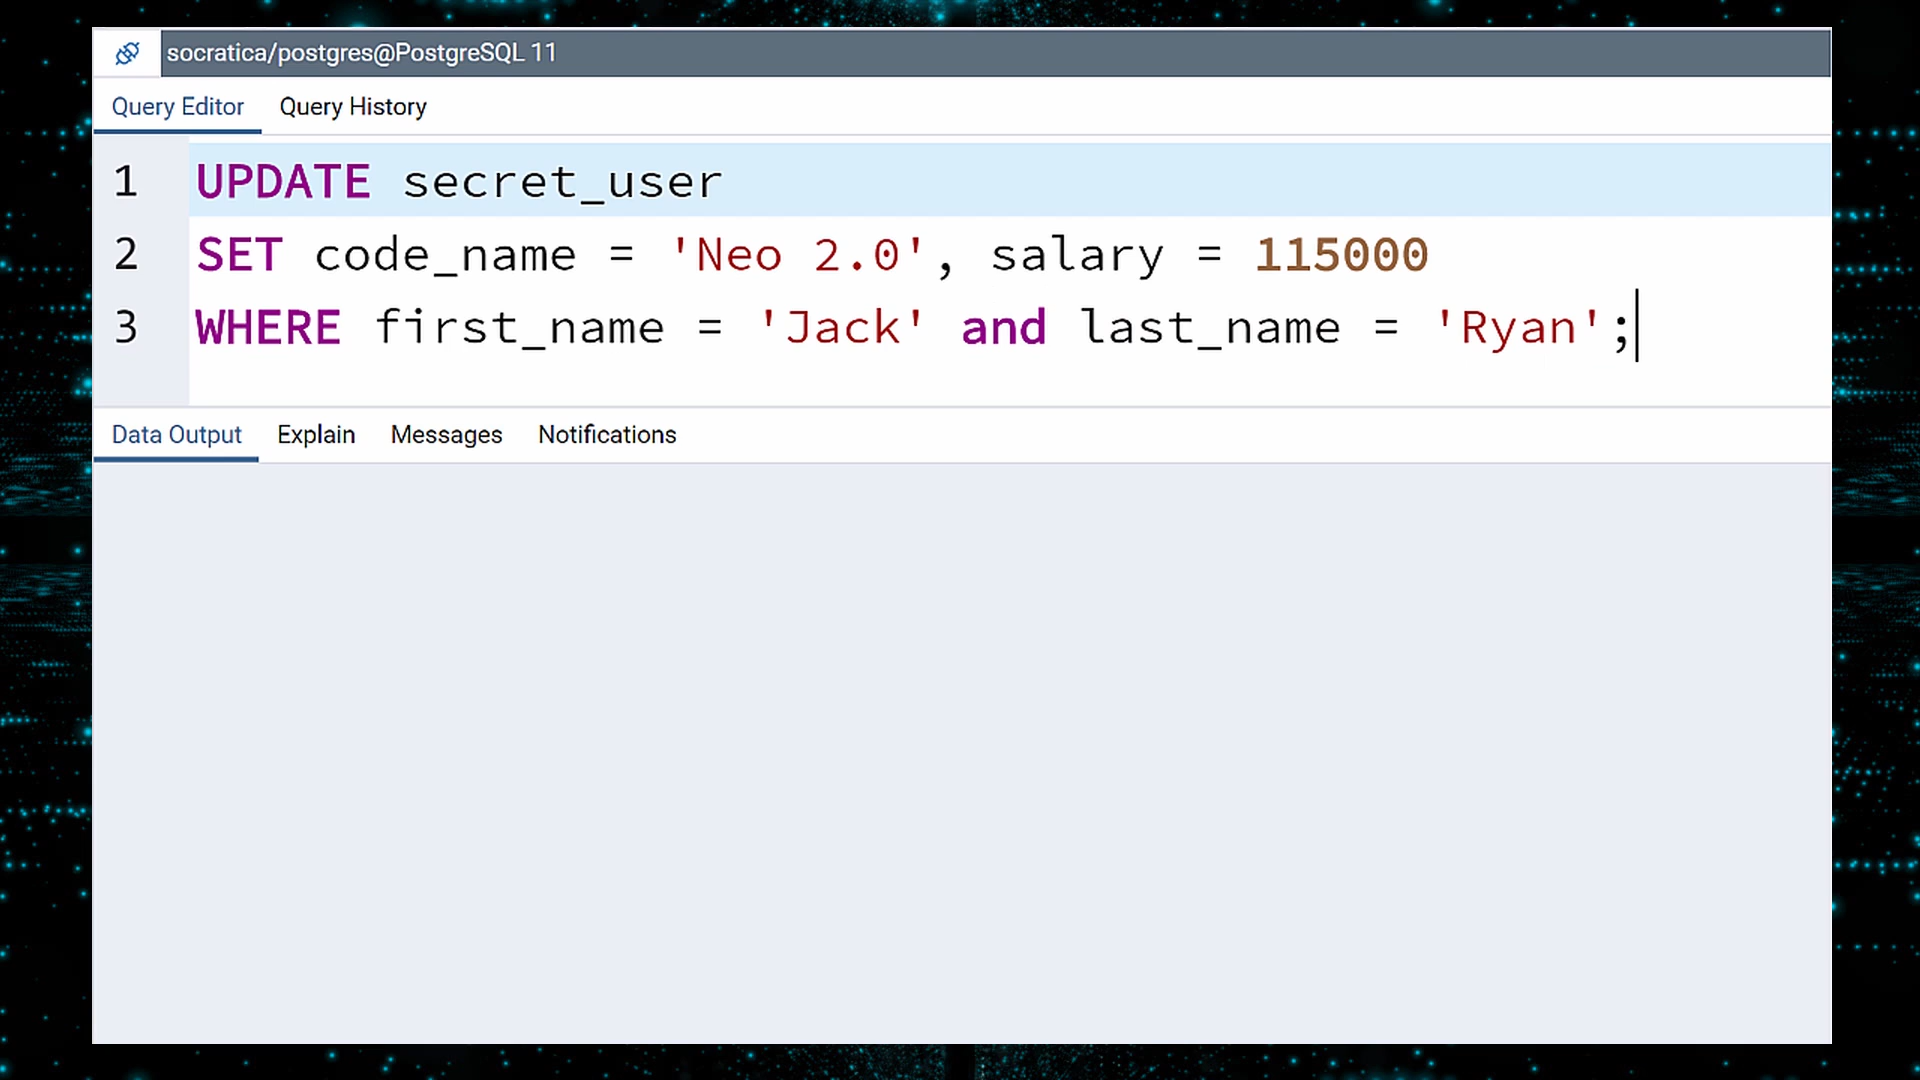 socratica/postgres@PostgreSQL 11
Query Editor Query History
1 UPDATE secret_user
2 SET code_name = 'Neo 2.0', salary = 115000
3 WHERE first_name = 'Jack' and last_name = 'Ryan';
Data Output Explain Messages Notifications